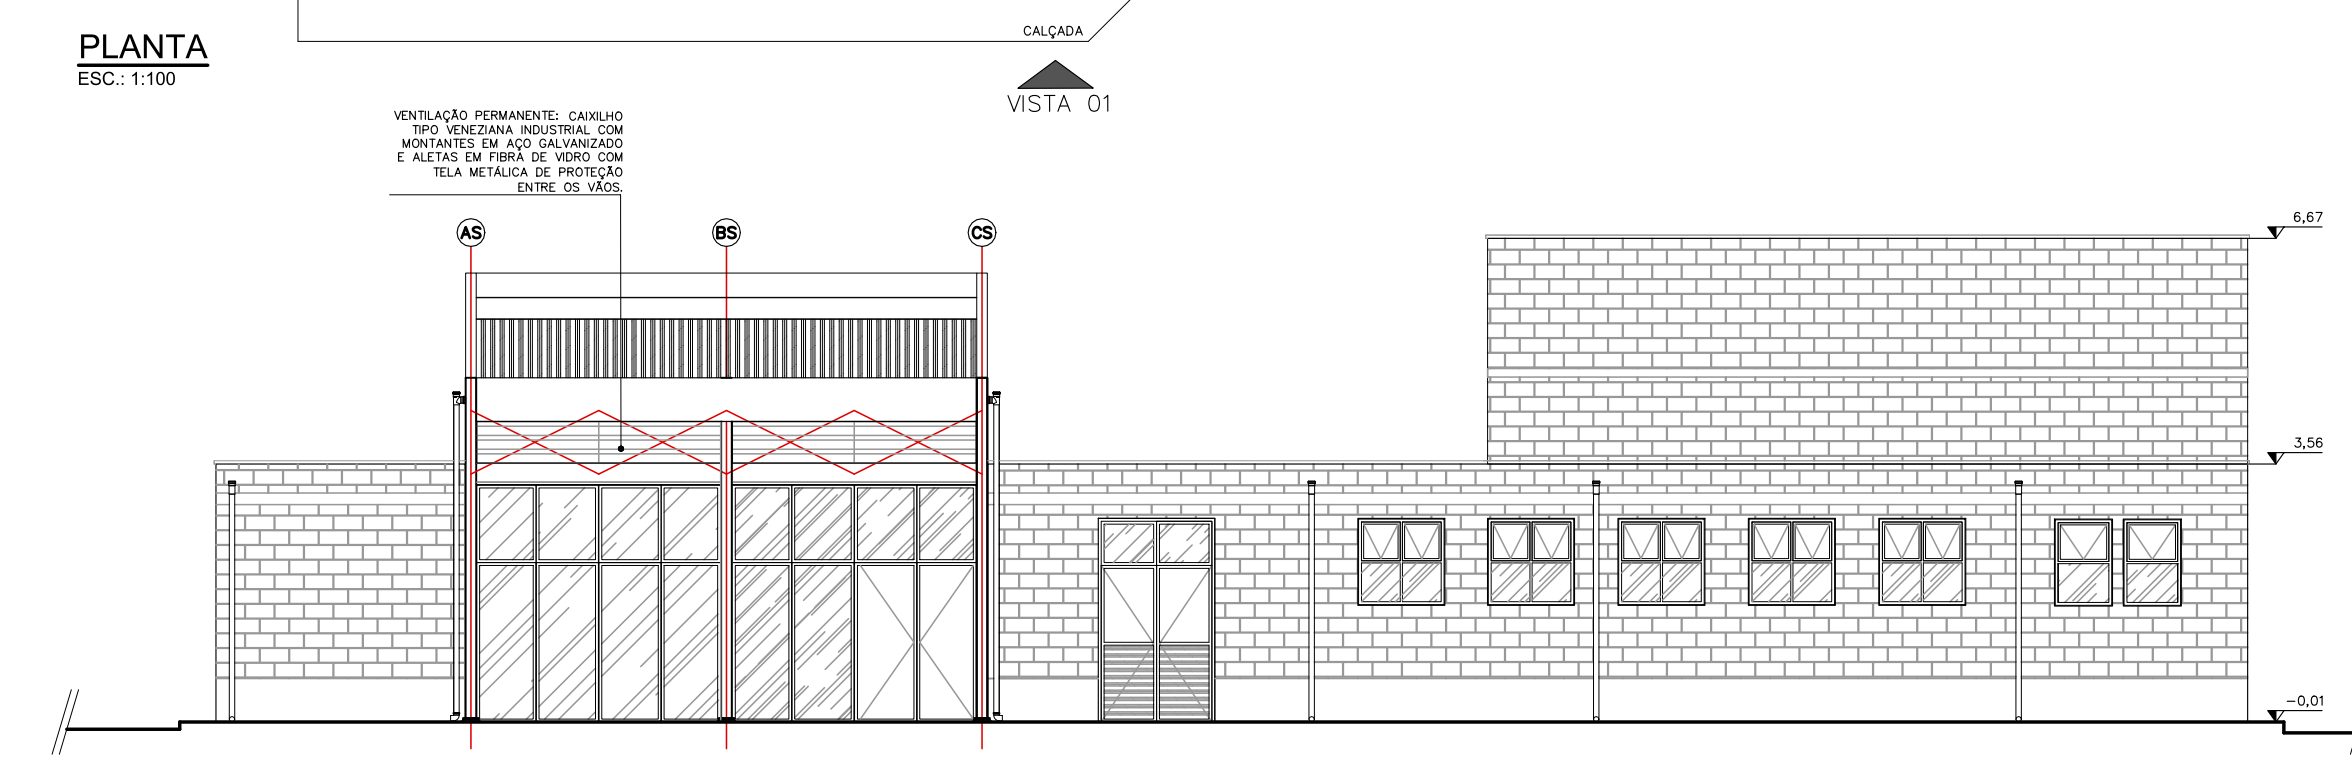 CALÇADA
PLANTA
ESC.: 1:100
VISTA 01
VENTILAÇÃO PERMANENTE: CAIXILHO
TIPO VENEZIANA INDUSTRIAL COM
MONTANTES EM AÇO GALVANIZADO
E ALETAS EM FIBRA DE VIDRO COM
TELA METÁLICA DE PROTEÇÃO
ENTRE OS VÃOS.
AS
BS
CS
6,67
3,56
-0,01